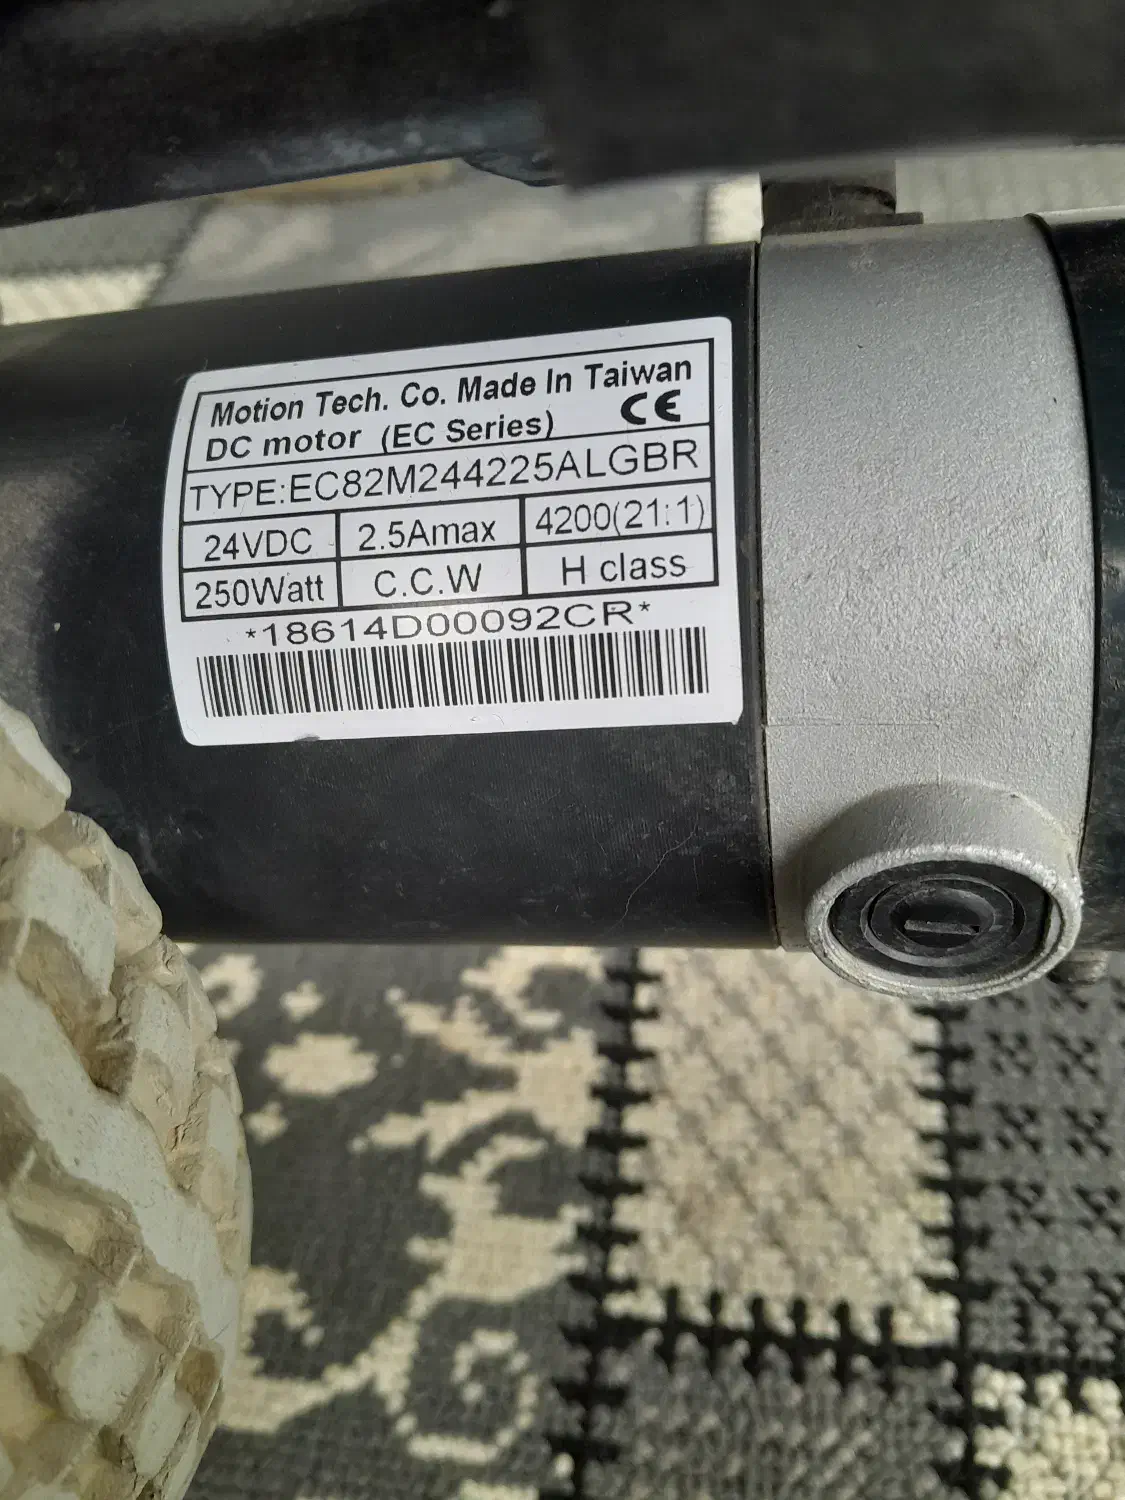 Motion Tech. Co. Made In Taiwan
DC motor (EC Series) CE
TYPE:EC82M244225ALGBR
24VDC 2.5Amax 4200(21:1)
250Watt C.C.W H class
*18614D00092CR*